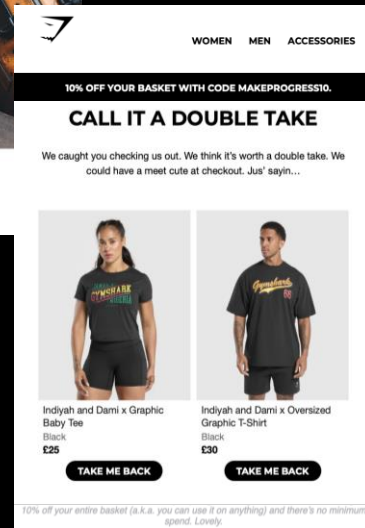 WOMEN MEN ACCESSORIES
10% OFF YOUR BASKET WITH CODE MAKEPROGRESS10.
CALL IT A DOUBLE TAKE
We caught you checking us out. We think it's worth a double take. We
could have a meet cute at checkout. Jus' sayin…
GYMSHARK
Gymshark
Indiyah and Dami x Graphic
Baby Tee
Black
£25
TAKE ME BACK
Indiyah and Dami x Oversized
Graphic T-Shirt
Black
£30
TAKE ME BACK
10% off your entire basket (a.k.a. you can use it on anything) and there's no minimum
spend. Lovely.